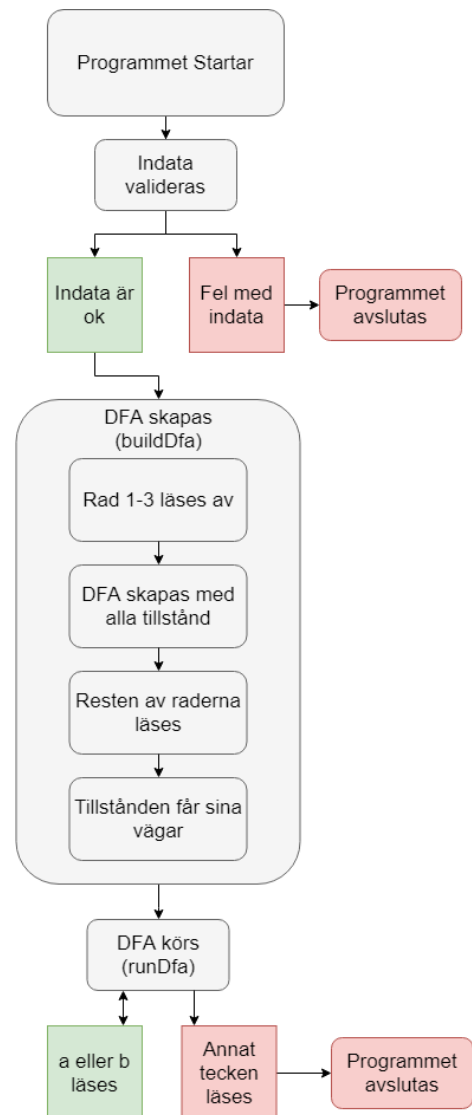 Programmet Startar
Indata
valideras
Indata är
ok
Fel med
indata
Programmet
avslutas
DFA skapas
(buildDfa)
Rad 1-3 läses av
DFA skapas med
alla tillstånd
Resten av raderna
läses
Tillstånden får sina
vägar
DFA körs
(runDfa)
a eller b
läses
Annat
tecken
läses
Programmet
avslutas